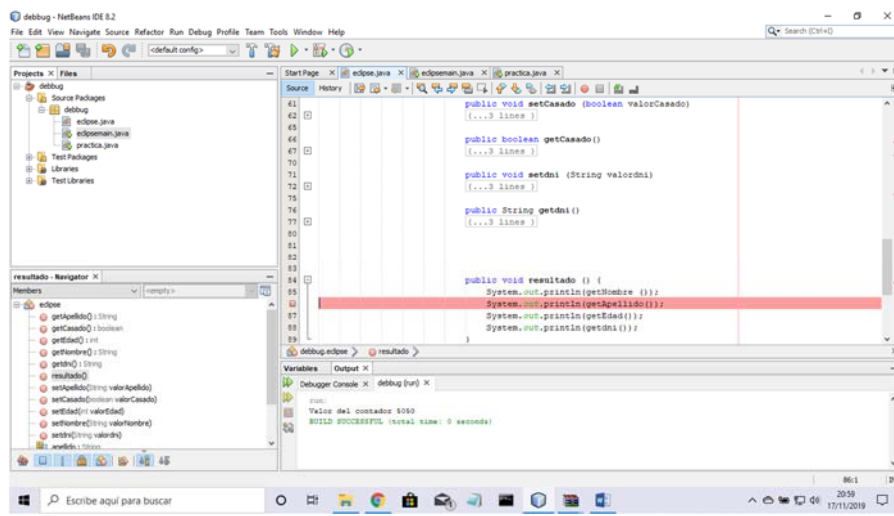 debbug - NetBeans IDE 8.2
File Edit View Navigate Source Refactor Run Debug Profile Team Tools Window Help
Search (Ctrl+I)
<default config>
Projects × Files
debbug
Source Packages
debbug
eclipse.java
eclipsemain.java
practica.java
Test Packages
Libraries
Test Libraries
resultado - Navigator ×
Members
<empty>
eclipse
getApellido() : String
getCasado() : boolean
getEdad() : int
getNombre() : String
getdni() : String
resultado()
setApellido(String valorApellido)
setCasado(boolean valorCasado)
setEdad(int valorEdad)
setNombre(String valorNombre)
setdni(String valordni)
apellido : String
Start Page × eclipse.java × eclipsemain.java × practica.java ×
Source History
61 public void setCasado (boolean valorCasado)
62 {...3 lines }
65
66 public boolean getCasado()
67 {...3 lines }
70
71 public void setdni (String valordni)
72 {...3 lines }
75
76 public String getdni()
77 {...3 lines }
80
81
82
83
84 public void resultado () {
85 System.out.println(getNombre ());
System.out.println(getApellido());
87 System.out.println(getEdad());
88 System.out.println(getdni());
89 }
debbug.eclipse resultado
Variables Output ×
Debugger Console × debbug (run) ×
run:
Valor del contador 5050
BUILD SUCCESSFUL (total time: 0 seconds)
86:1
Escribe aquí para buscar
20:59
17/11/2019